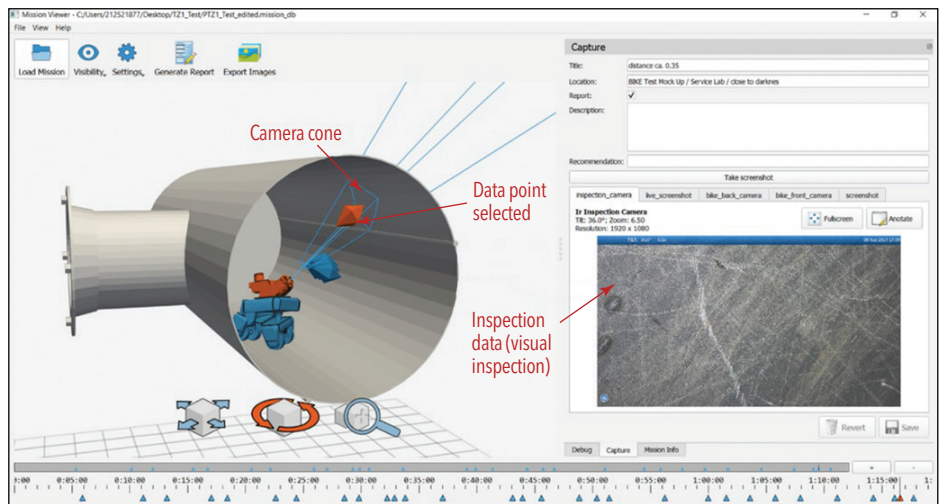 Mission Viewer - C:/Users/212521877/Desktop/TZ1_Test/PTZ1_Test_edited.mission_db
File View Help
Load Mission
Visibility
Settings
Generate Report
Export Images
Camera cone
Data point
selected
Inspection
data (visual
inspection)
Capture
Title:
distance ca. 0.35
Location:
BIKE Test Mock Up / Service Lab / close to darknes
Report:
Description:
Recommendation:
Take screenshot
inspection_camera
live_screenshot
bike_back_camera
bike_front_camera
screenshot
Ir Inspection Camera
Tilt: 36.0°; Zoom: 6.50
Resolution: 1920 x 1080
Fullscreen
Anotate
Revert
Save
Debug
Capture
Mission Info
0:05:00
0:10:00
0:15:00
0:20:00
0:25:00
0:30:00
0:35:00
0:40:00
0:45:00
0:50:00
0:55:00
1:00:00
1:05:00
1:10:00
1:15:00